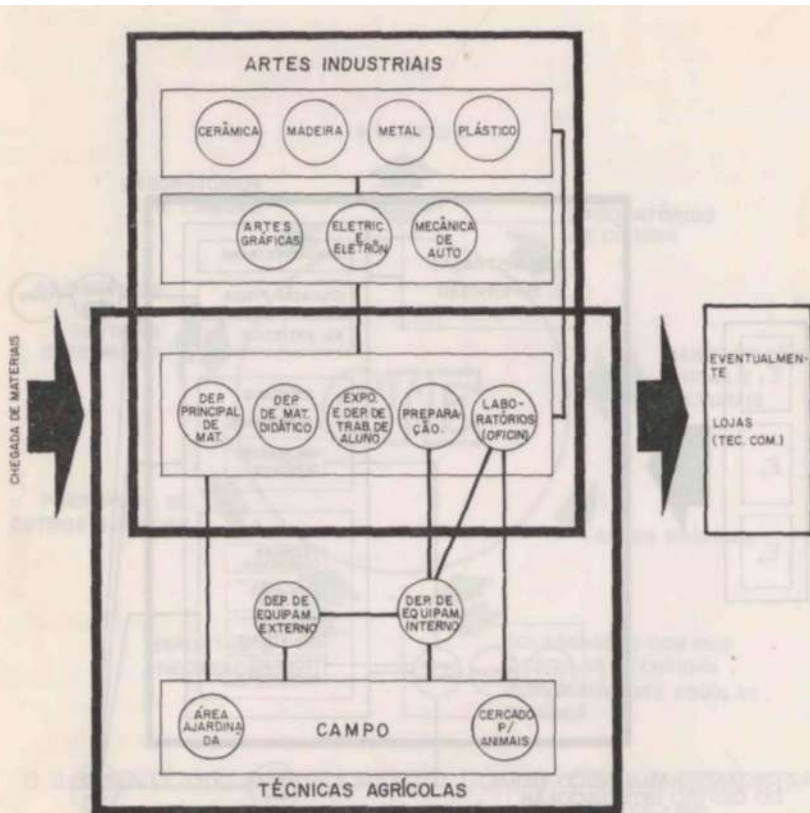 ARTES INDUSTRIAIS
CERÂMICA
MADEIRA
METAL
PLÁSTICO
ARTES
GRÁFICAS
ELETRIC.
E
ELETRÔN
MECÂNICA
DE
AUTO
CHEGADA DE MATERIAIS
DEP.
PRINCIPAL
DE
MAT.
DEP.
DE MAT.
DIDÁTICO
EXPO.
E DEP. DE
TRAB. DE
ALUNO
PREPARA-
ÇÃO.
LABO-
RATÓRIOS
(OFICIN)
EVENTUALMEN-
TE
LOJAS
(TEC. COM.)
DEP. DE
EQUIPAM.
EXTERNO
DEP. DE
EQUIPAM.
INTERNO
ÁREA
AJARDINA
DA
CAMPO
CERCADO
P/
ANIMAIS
TÉCNICAS AGRÍCOLAS